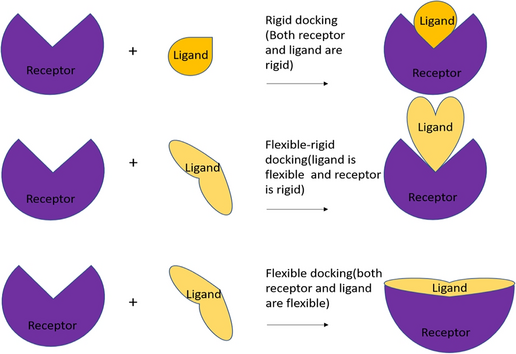 Receptor
+
Ligand
Rigid docking
(Both receptor
and ligand are
rigid)
Ligand
Receptor
Receptor
+
Ligand
Flexible-rigid
docking(ligand is
flexible and receptor
is rigid)
Ligand
Receptor
Receptor
+
Ligand
Flexible docking(both
receptor and ligand
are flexible)
Ligand
Receptor